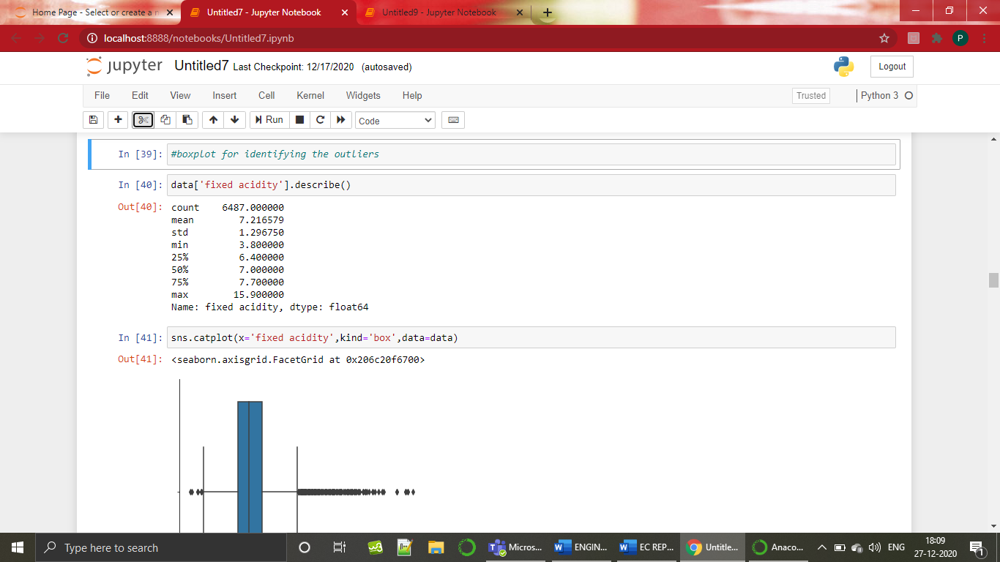 Home Page - Select or create a n
Untitled7 - Jupyter Notebook
Untitled9 - Jupyter Notebook
localhost:8888/notebooks/Untitled7.ipynb
P
jupyter Untitled7 Last Checkpoint: 12/17/2020 (autosaved)
Logout
File Edit View Insert Cell Kernel Widgets Help
Trusted
Python 3
Run
Code
In [39]: #boxplot for identifying the outliers
In [40]: data['fixed acidity'].describe()
Out[40]: count 6487.000000
mean 7.216579
std 1.296750
min 3.800000
25% 6.400000
50% 7.000000
75% 7.700000
max 15.900000
Name: fixed acidity, dtype: float64
In [41]: sns.catplot(x='fixed acidity',kind='box',data=data)
Out[41]: <seaborn.axisgrid.FacetGrid at 0x206c20f6700>
Type here to search
Micros...
ENGIN...
EC REP...
Untitle...
Anaco...
ENG
18:09
27-12-2020
1